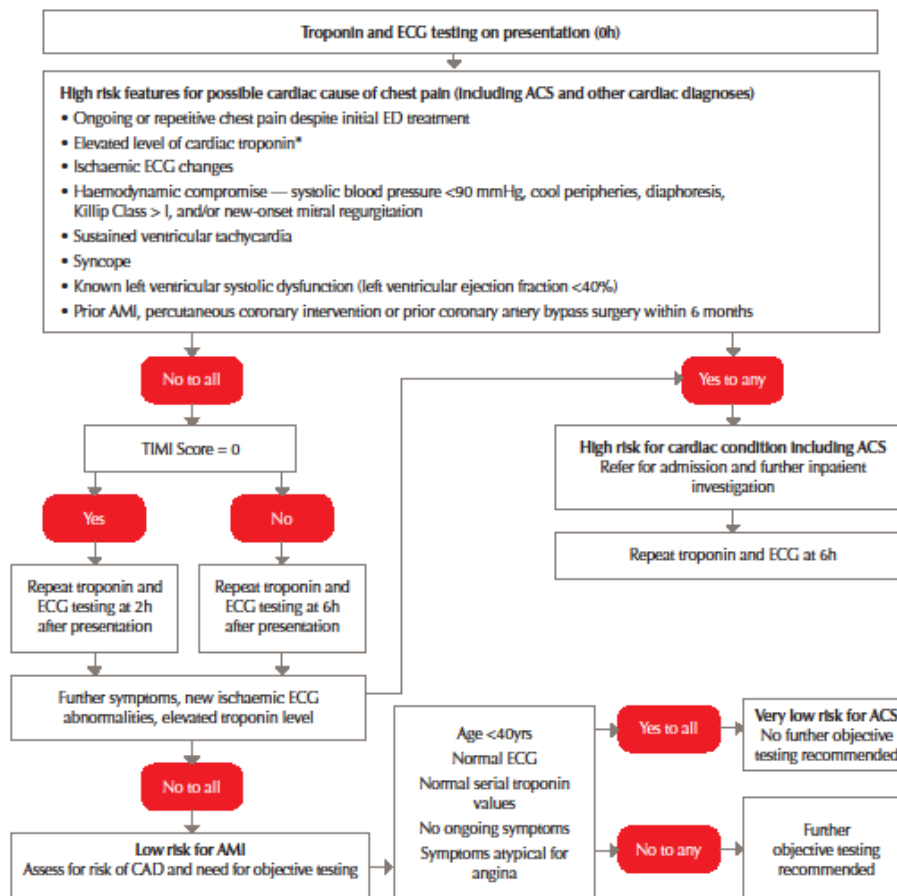 Troponin and ECG testing on presentation (0h)
High risk features for possible cardiac cause of chest pain (including ACS and other cardiac diagnoses)
• Ongoing or repetitive chest pain despite initial ED treatment
• Elevated level of cardiac troponin*
• Ischaemic ECG changes
• Haemodynamic compromise — systolic blood pressure <90 mmHg, cool peripheries, diaphoresis,
Killip Class > I, and/or new-onset mitral regurgitation
• Sustained ventricular tachycardia
• Syncope
• Known left ventricular systolic dysfunction (left ventricular ejection fraction <40%)
• Prior AMI, percutaneous coronary intervention or prior coronary artery bypass surgery within 6 months
No to all
Yes to any
TIMI Score = 0
High risk for cardiac condition including ACS
Refer for admission and further inpatient
investigation
Yes
No
Repeat troponin and ECG at 6h
Repeat troponin and
ECG testing at 2h
after presentation
Repeat troponin and
ECG testing at 6h
after presentation
Further symptoms, new ischaemic ECG
abnormalities, elevated troponin level
No to all
Low risk for AMI
Assess for risk of CAD and need for objective testing
Age <40yrs
Normal ECG
Normal serial troponin
values
No ongoing symptoms
Symptoms atypical for
angina
Yes to all
Very low risk for ACS
No further objective
testing recommended
No to any
Further
objective testing
recommended